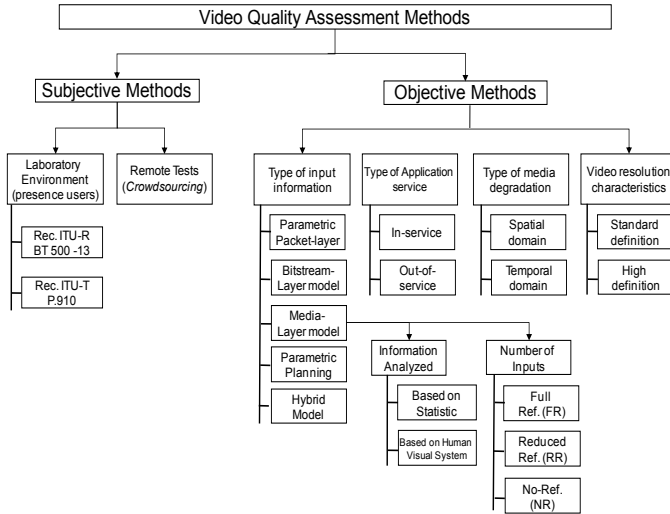 Video Quality Assessment Methods
Subjective Methods
Objective Methods
Laboratory
Environment
(presence users)
Remote Tests
(Crowdsourcing)
Type of input
information
Type of Application
service
Type of media
degradation
Video resolution
characteristics
Rec. ITU-R
BT 500 -13
Rec. ITU-T
P.910
Parametric
Packet-layer
Bitstream-
Layer model
Media-
Layer model
Parametric
Planning
Hybrid
Model
In-service
Out-of-
service
Spatial
domain
Temporal
domain
Standard
definition
High
definition
Information
Analyzed
Number of
Inputs
Based on
Statistic
Based on Human
Visual System
Full
Ref. (FR)
Reduced
Ref. (RR)
No-Ref.
(NR)